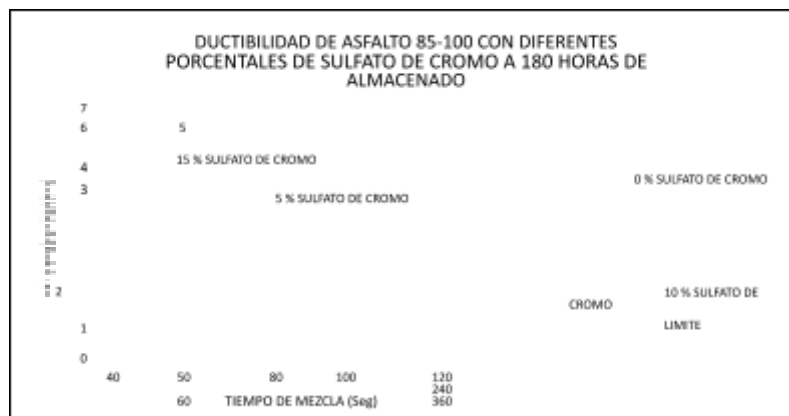 DUCTIBILIDAD DE ASFALTO 85-100 CON DIFERENTES
PORCENTALES DE SULFATO DE CROMO A 180 HORAS DE
ALMACENADO
7
6 5
15 % SULFATO DE CROMO
4
0 % SULFATO DE CROMO
3
5 % SULFATO DE CROMO
2 10 % SULFATO DE
CROMO
1 LIMITE
0
40 50 80 100 120
240
60 TIEMPO DE MEZCLA (Seg) 360